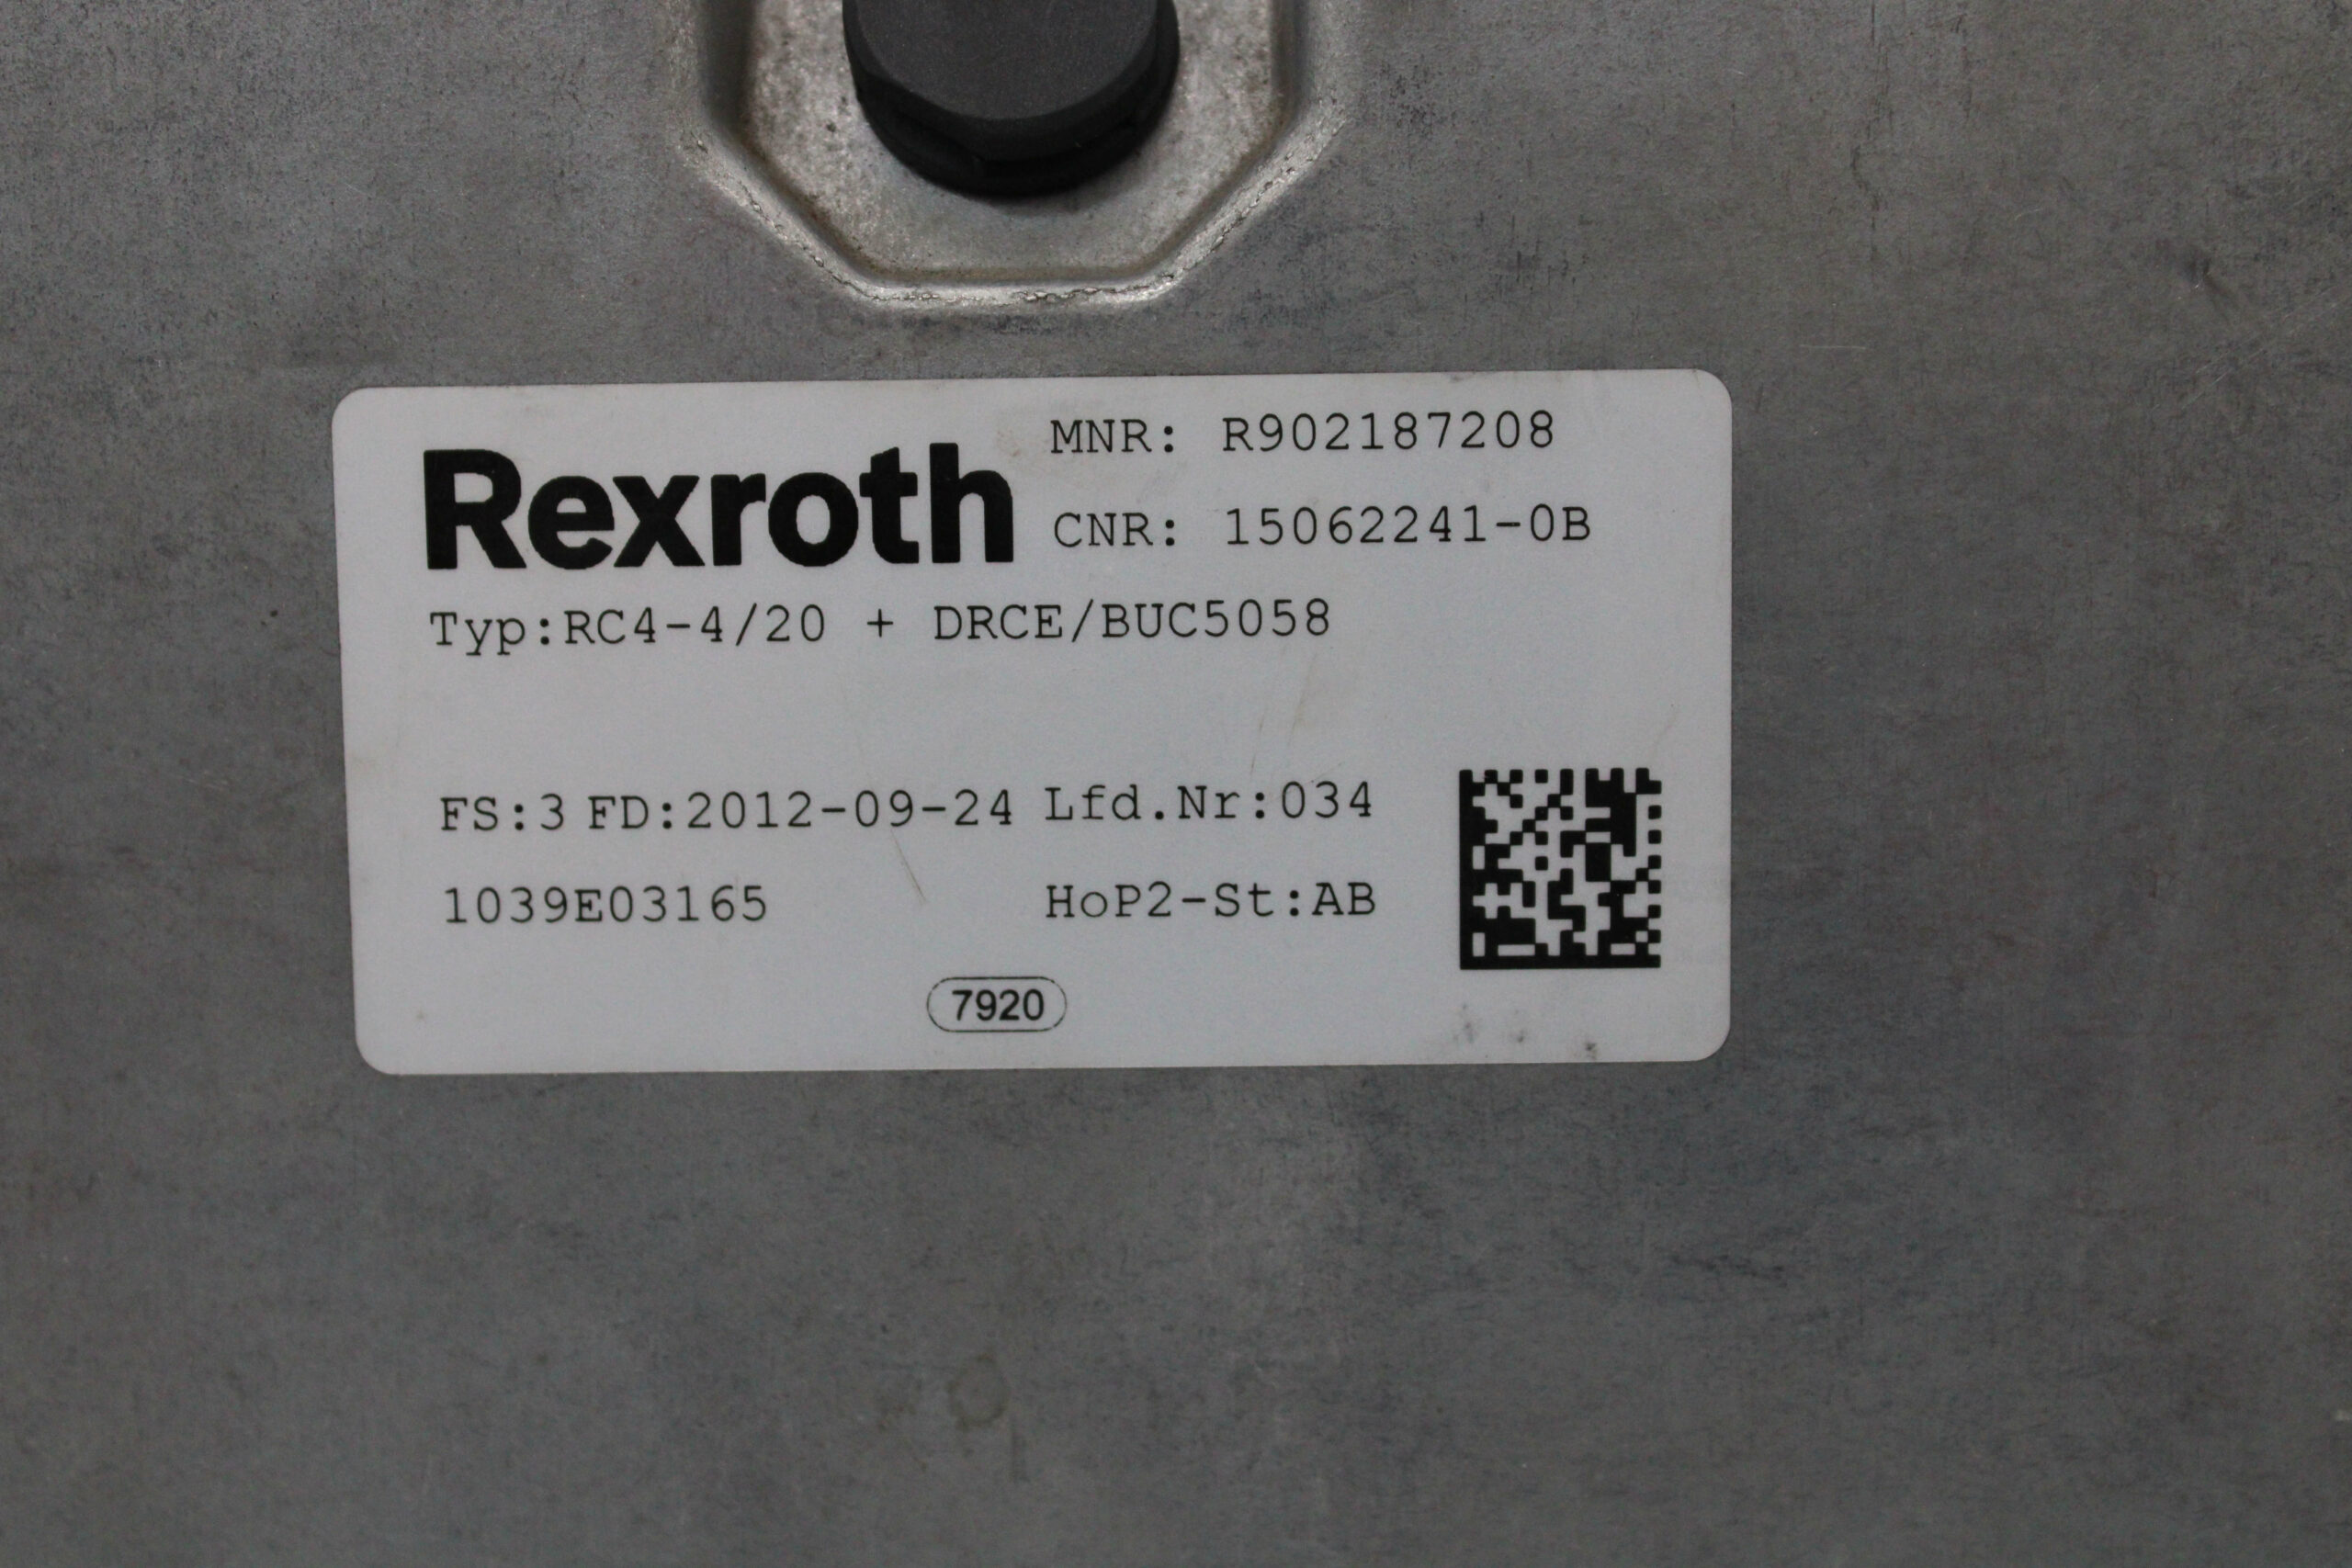 Rexroth
MNR: R902187208
CNR: 15062241-0B
Typ:RC4-4/20 + DRCE/BUC5058
FS:3 FD:2012-09-24 Lfd.Nr:034
1039E03165 HoP2-St:AB
7920